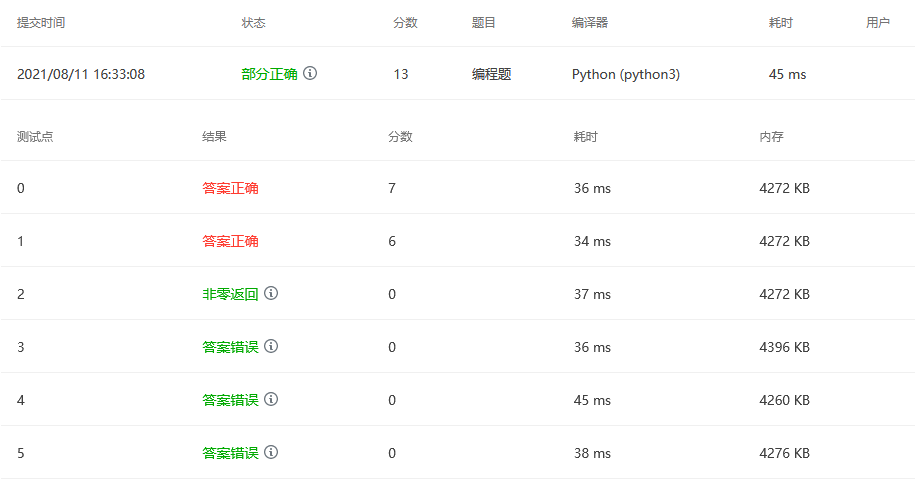 提交时间 状态 分数 题目 编译器 耗时 用户
2021/08/11 16:33:08 部分正确 13 编程题 Python (python3) 45 ms
测试点 结果 分数 耗时 内存
0 答案正确 7 36 ms 4272 KB
1 答案正确 6 34 ms 4272 KB
2 非零返回 0 37 ms 4272 KB
3 答案错误 0 36 ms 4396 KB
4 答案错误 0 45 ms 4260 KB
5 答案错误 0 38 ms 4276 KB